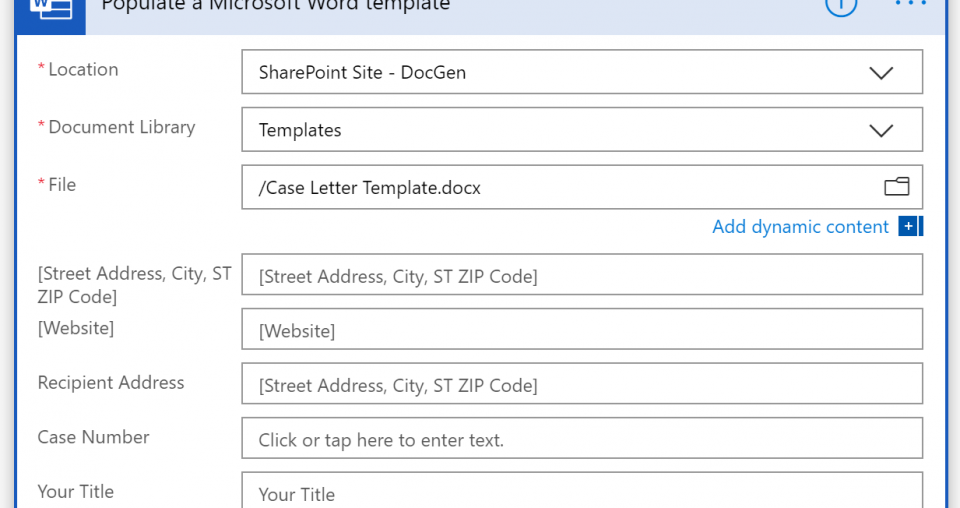 Populate a Microsoft Word template
* Location
SharePoint Site - DocGen
* Document Library
Templates
* File
/Case Letter Template.docx
Add dynamic content +
[Street Address, City, ST
ZIP Code]
[Street Address, City, ST ZIP Code]
[Website]
[Website]
Recipient Address
[Street Address, City, ST ZIP Code]
Case Number
Click or tap here to enter text.
Your Title
Your Title